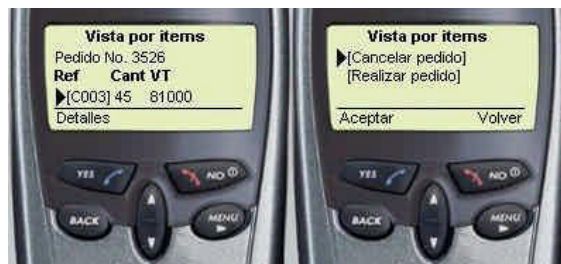 Vista por items
Pedido No. 3526
Ref Cant VT
[C003] 45 81000
Detalles
YES
NO
BACK
MENU
Vista por items
[Cancelar pedido]
[Realizar pedido]
Aceptar Volver
YES
NO
BACK
MENU